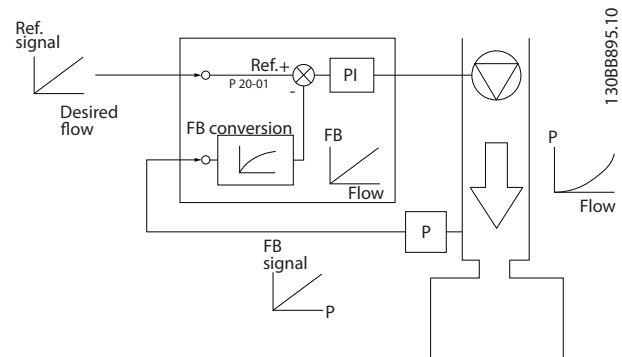 Ref.
signal
Desired
flow
Ref.+
P 20-01
-
PI
FB conversion
FB
Flow
P
FB
signal
P
P
Flow
130BB895.10